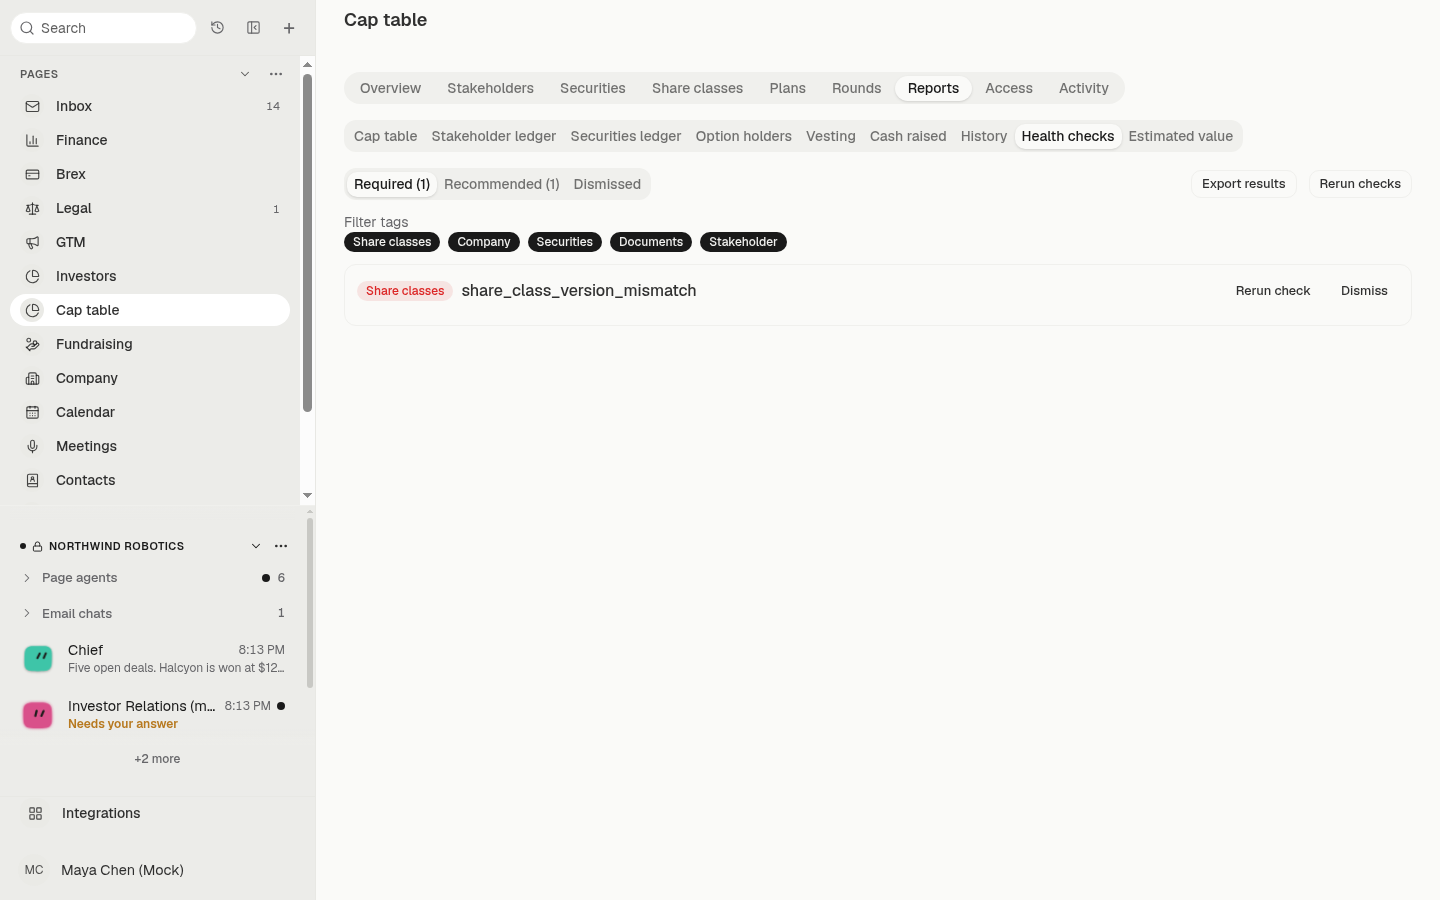 Search
PAGES
Inbox 14
Finance
Brex
Legal 1
GTM
Investors
Cap table
Fundraising
Company
Calendar
Meetings
Contacts
NORTHWIND ROBOTICS
Page agents 6
Email chats 1
Chief 8:13 PM
Five open deals. Halcyon is won at $12...
Investor Relations (m... 8:13 PM
Needs your answer
+2 more
Integrations
MC Maya Chen (Mock)
Cap table
Overview Stakeholders Securities Share classes Plans Rounds Reports Access Activity
Cap table Stakeholder ledger Securities ledger Option holders Vesting Cash raised History Health checks Estimated value
Required (1) Recommended (1) Dismissed Export results Rerun checks
Filter tags
Share classes Company Securities Documents Stakeholder
Share classes share_class_version_mismatch Rerun check Dismiss